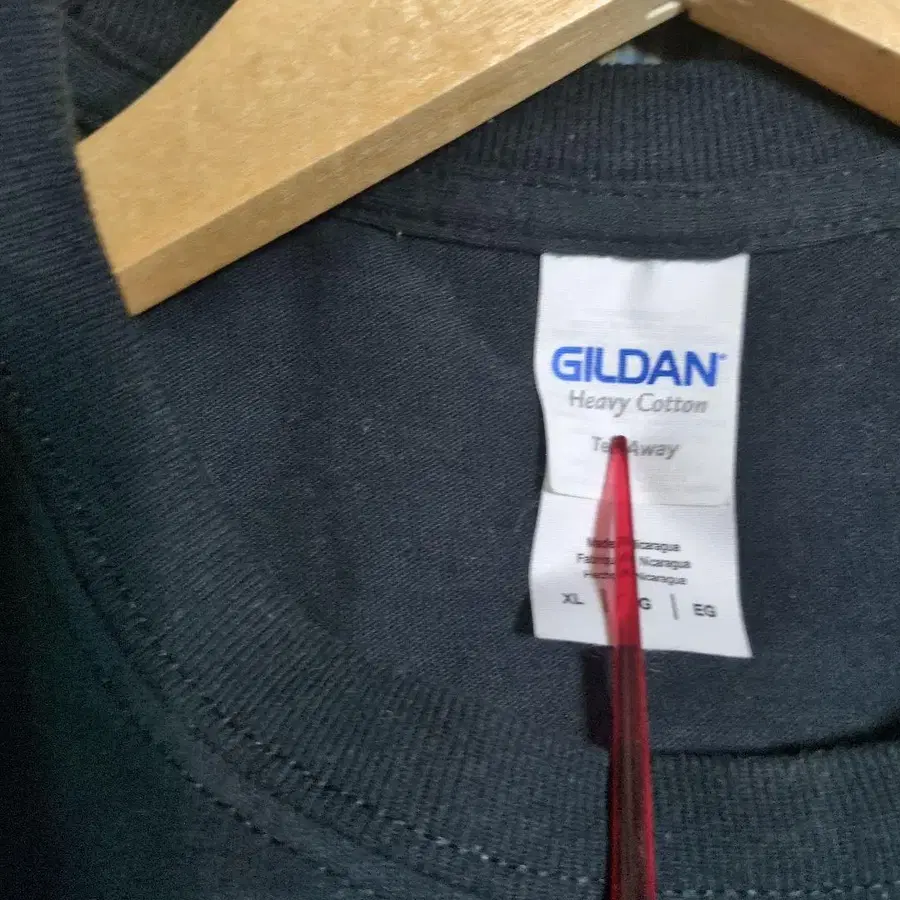 GILDAN
Heavy Cotton
Away
Nicaragua
Nicaragua
Nicaragua
XL G | EG